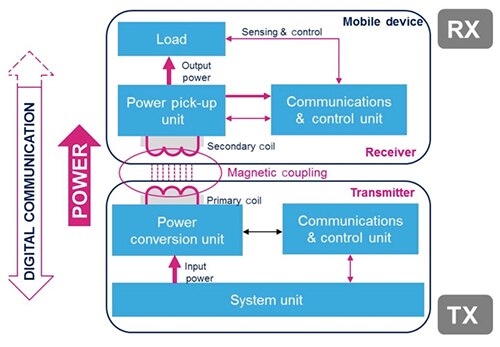 Mobile device
RX
Load
Sensing & control
Output
power
Power pick-up
unit
Communications
& control unit
Secondary coil
Receiver
Magnetic coupling
DIGITAL COMMUNICATION
POWER
Transmitter
Primary coil
Power
conversion unit
Communications
& control unit
Input
power
System unit
TX